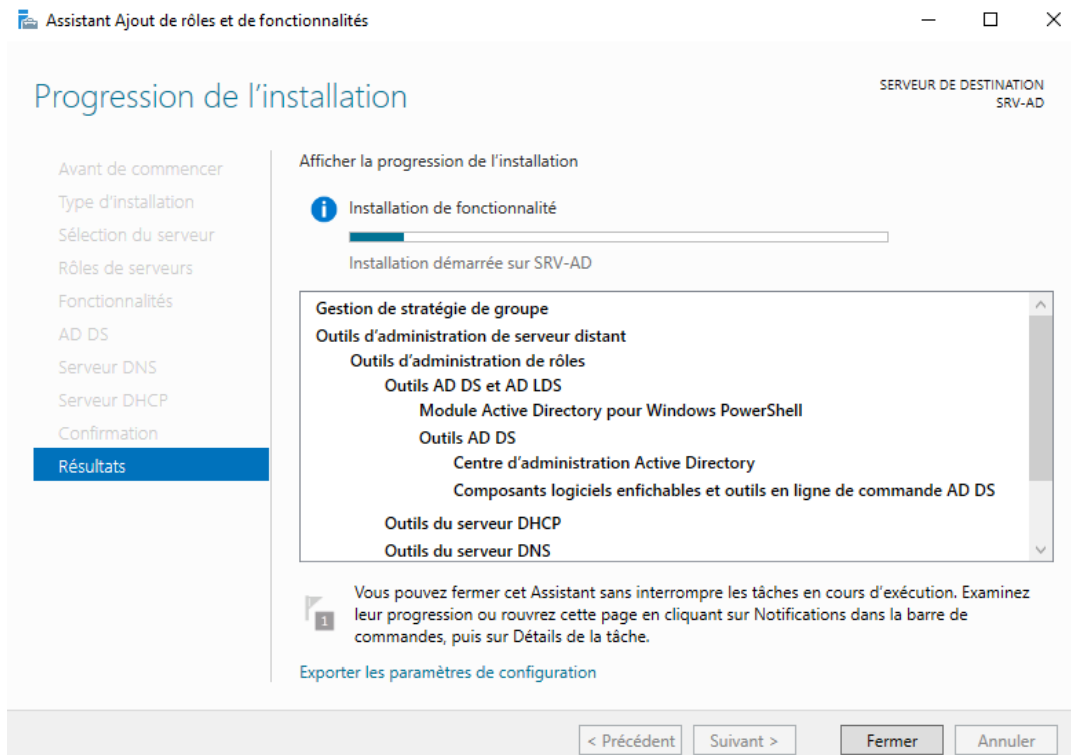 Assistant Ajout de rôles et de fonctionnalités
Progression de l'installation
SERVEUR DE DESTINATION
SRV-AD
Avant de commencer
Type d'installation
Sélection du serveur
Rôles de serveurs
Fonctionnalités
AD DS
Serveur DNS
Serveur DHCP
Confirmation
Résultats
Afficher la progression de l'installation
Installation de fonctionnalité
Installation démarrée sur SRV-AD
Gestion de stratégie de groupe
Outils d'administration de serveur distant
Outils d'administration de rôles
Outils AD DS et AD LDS
Module Active Directory pour Windows PowerShell
Outils AD DS
Centre d'administration Active Directory
Composants logiciels enfichables et outils en ligne de commande AD DS
Outils du serveur DHCP
Outils du serveur DNS
1
Vous pouvez fermer cet Assistant sans interrompre les tâches en cours d'exécution. Examinez
leur progression ou rouvrez cette page en cliquant sur Notifications dans la barre de
commandes, puis sur Détails de la tâche.
Exporter les paramètres de configuration
< Précédent
Suivant >
Fermer
Annuler